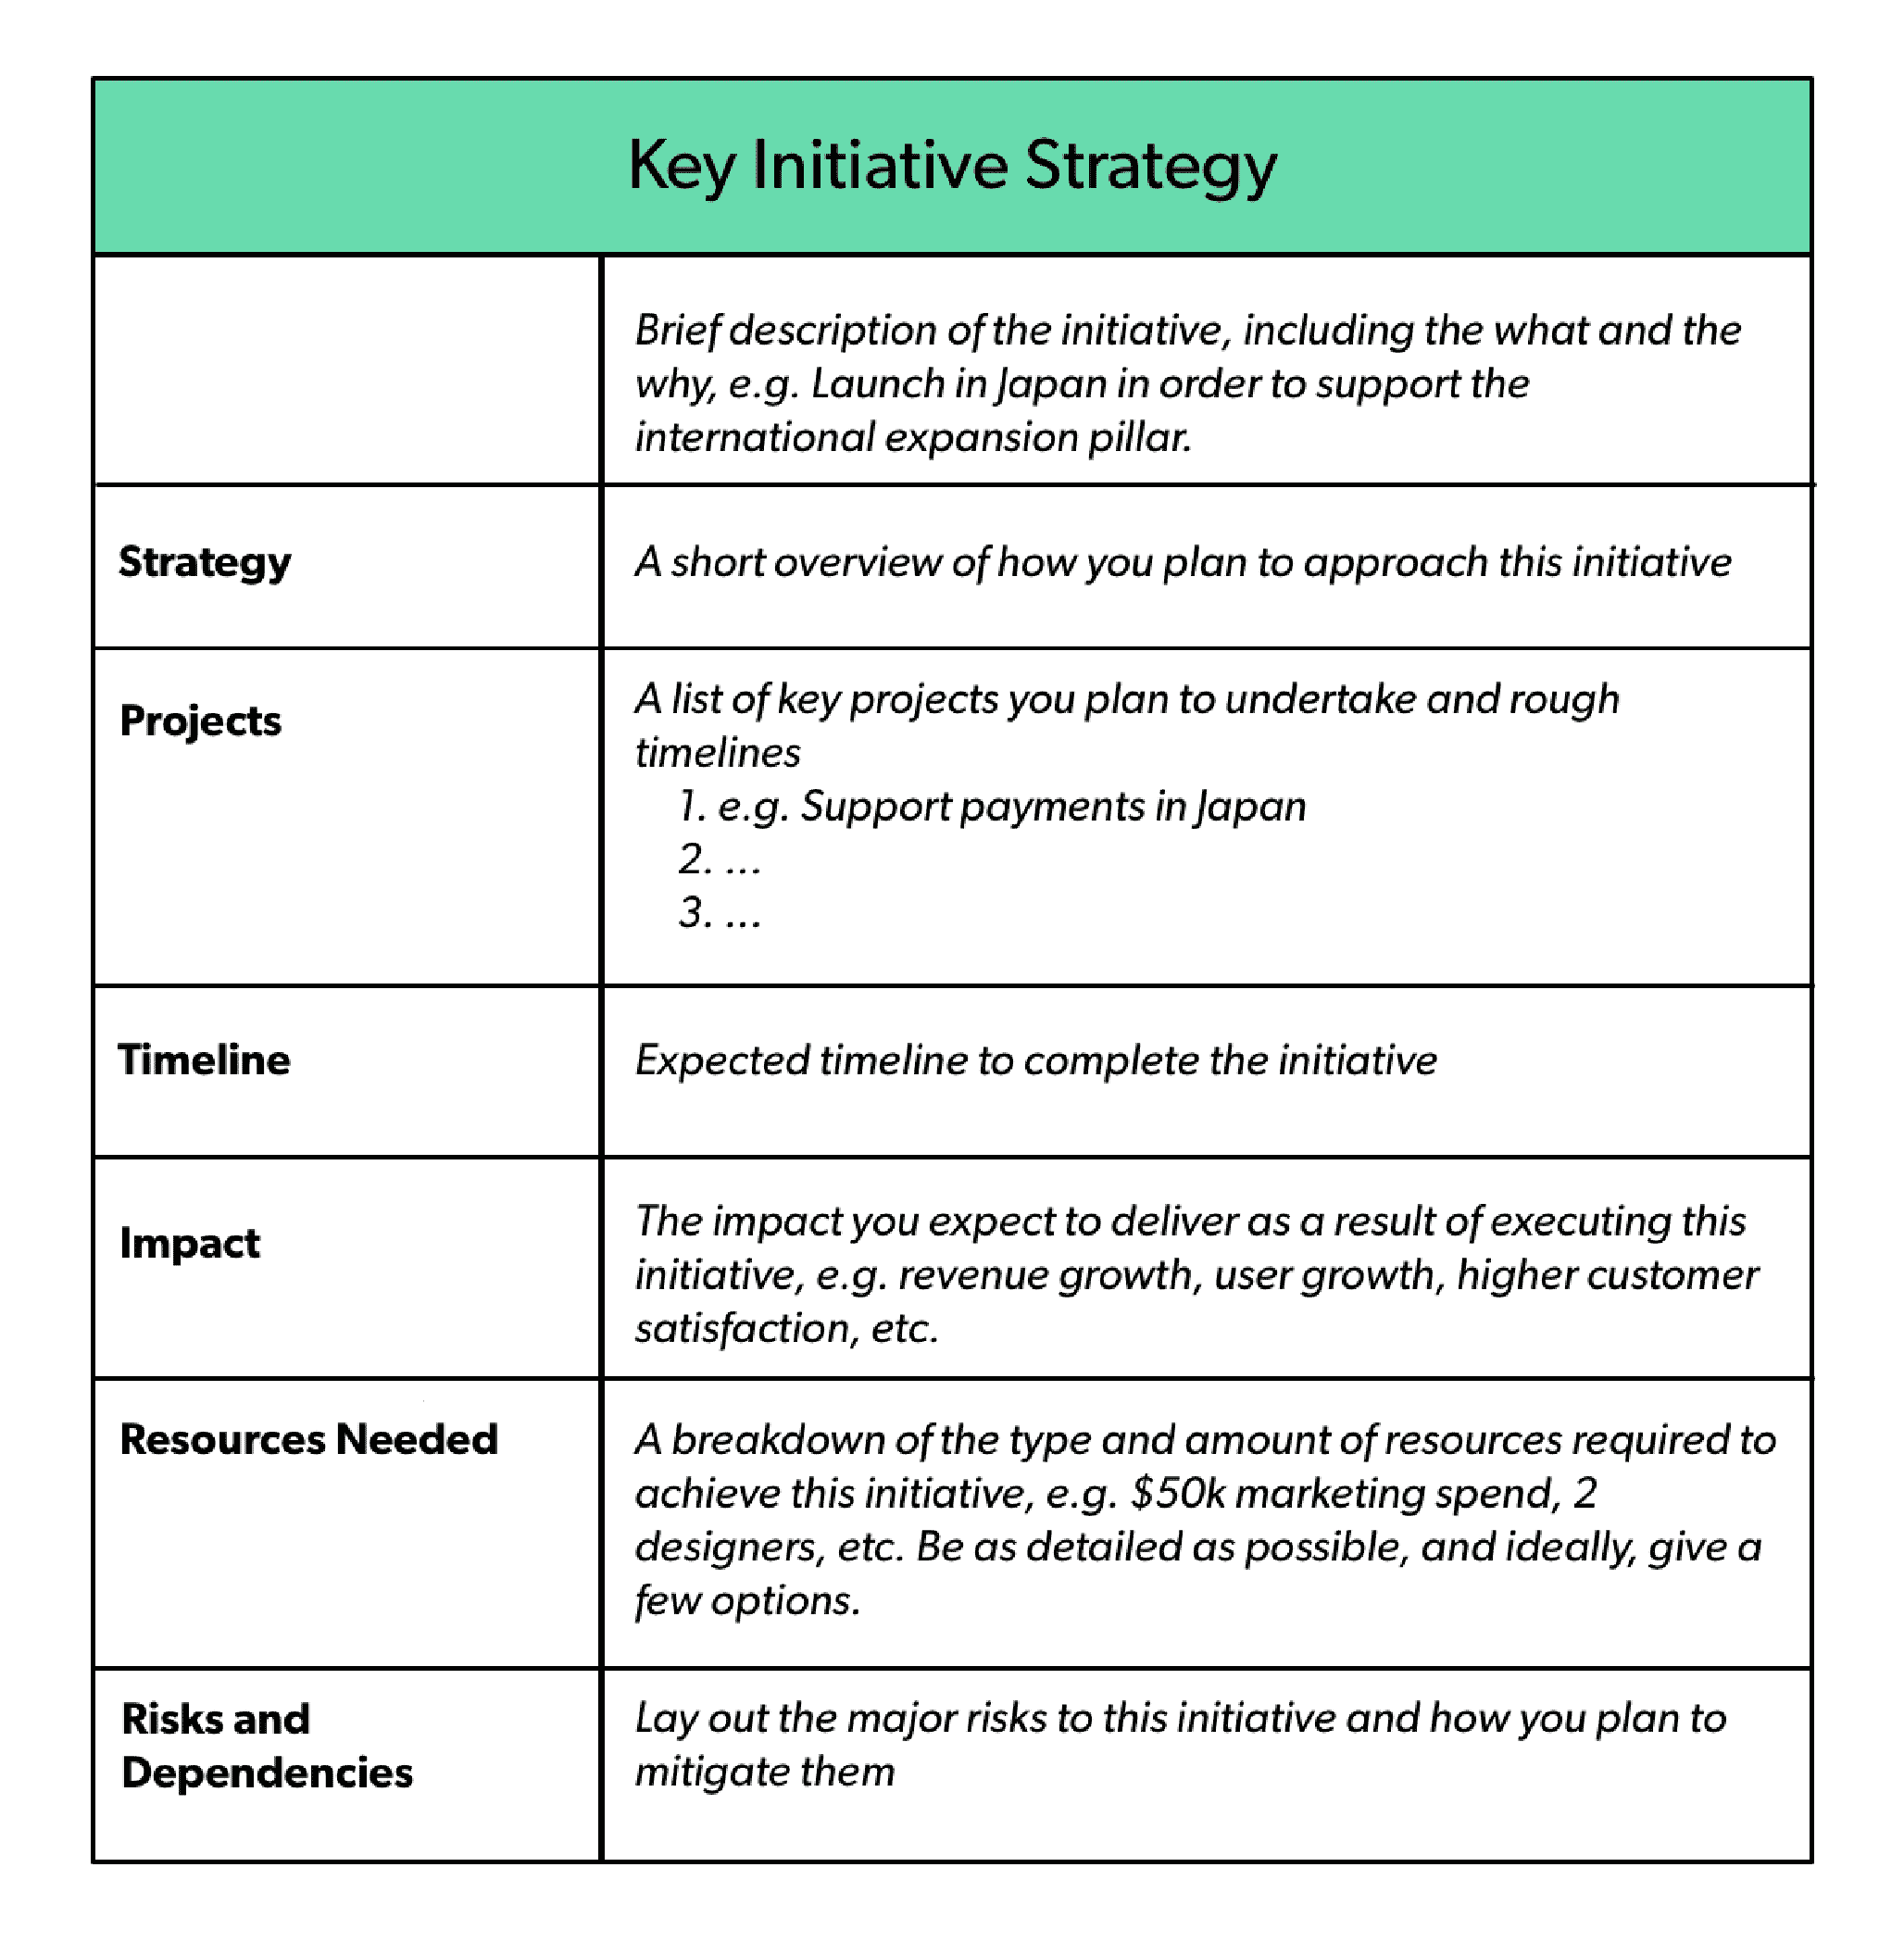 Key Initiative Strategy
Brief description of the initiative, including the what and the
why, e.g. Launch in Japan in order to support the
international expansion pillar.
Strategy
A short overview of how you plan to approach this initiative
Projects
A list of key projects you plan to undertake and rough
timelines
1. e.g. Support payments in Japan
2. ...
3. ...
Timeline
Expected timeline to complete the initiative
Impact
The impact you expect to deliver as a result of executing this
initiative, e.g. revenue growth, user growth, higher customer
satisfaction, etc.
Resources Needed
A breakdown of the type and amount of resources required to
achieve this initiative, e.g. $50k marketing spend, 2
designers, etc. Be as detailed as possible, and ideally, give a
few options.
Risks and
Dependencies
Lay out the major risks to this initiative and how you plan to
mitigate them